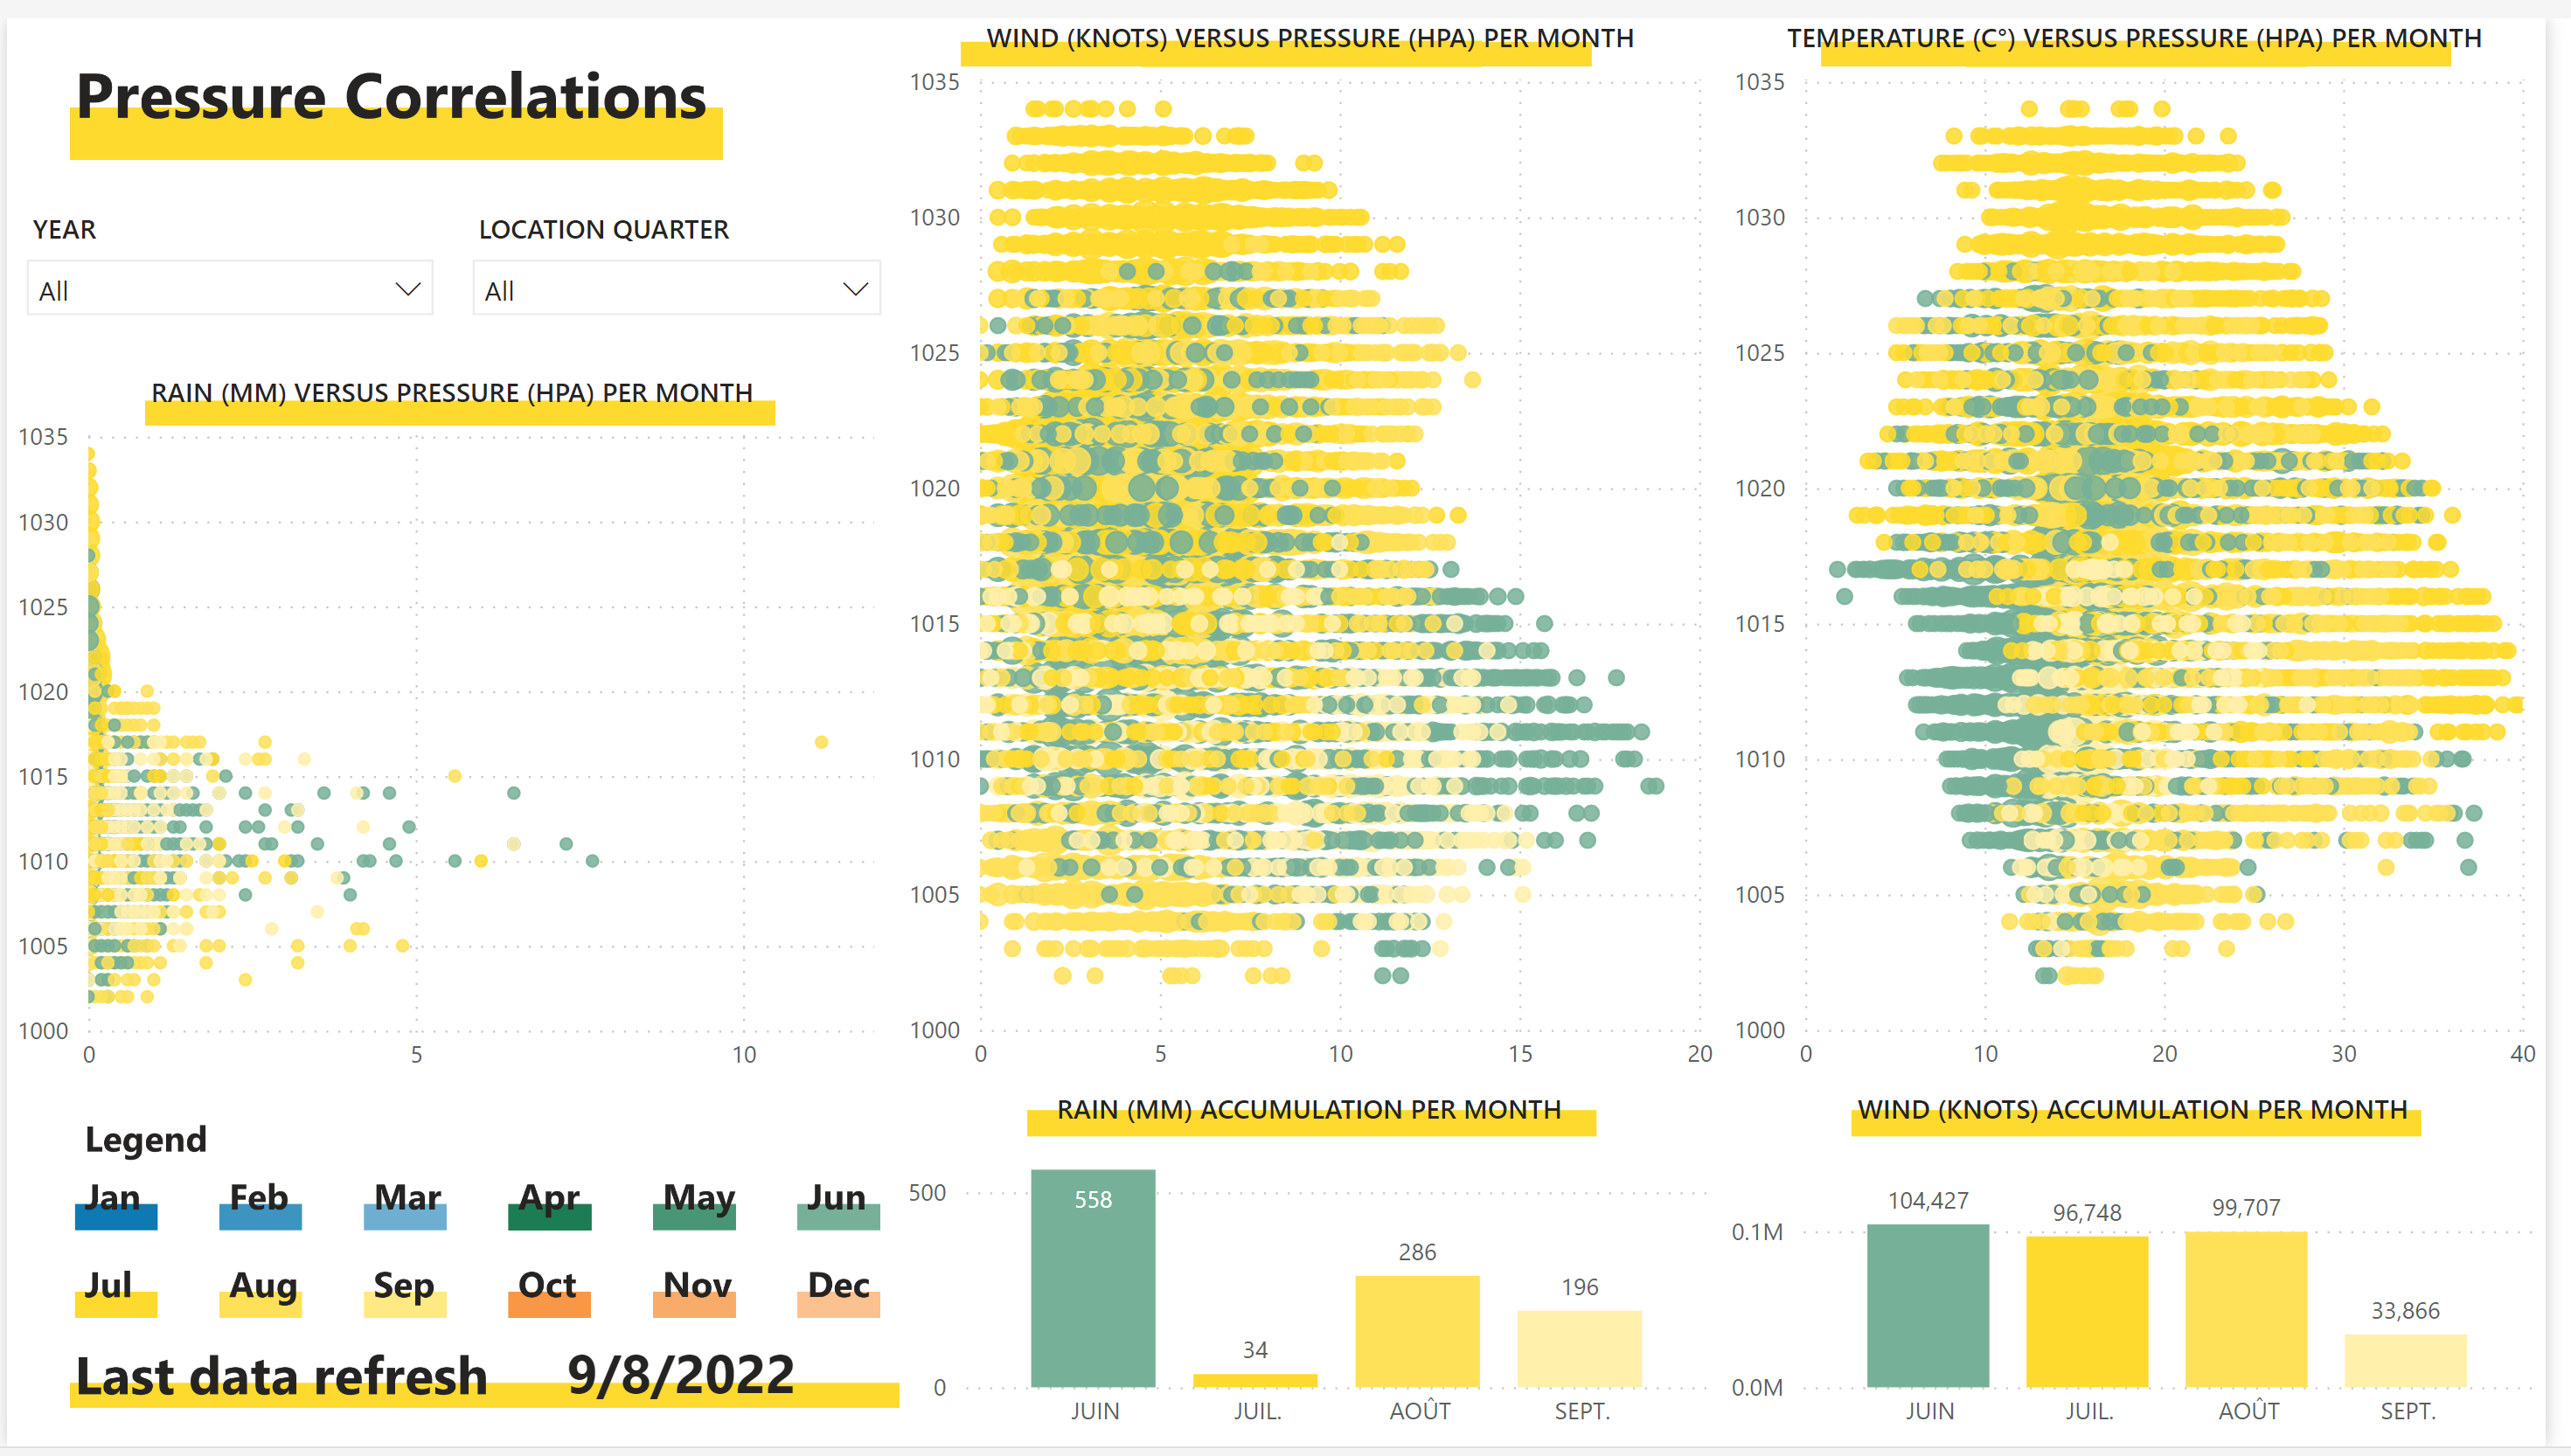 Pressure Correlations
YEAR
LOCATION QUARTER
All
All
RAIN (MM) VERSUS PRESSURE (HPA) PER MONTH
1035
1030
1025
1020
1015
1010
1005
1000
0 5 10
WIND (KNOTS) VERSUS PRESSURE (HPA) PER MONTH
1035
1030
1025
1020
1015
1010
1005
1000
0 5 10 15 20
TEMPERATURE (C°) VERSUS PRESSURE (HPA) PER MONTH
1035
1030
1025
1020
1015
1010
1005
1000
0 10 20 30 40
Legend
Jan Feb Mar Apr May Jun
Jul Aug Sep Oct Nov Dec
Last data refresh 9/8/2022
RAIN (MM) ACCUMULATION PER MONTH
500
0
558
34
286
196
JUIN JUIL. AOÛT SEPT.
WIND (KNOTS) ACCUMULATION PER MONTH
0.1M
0.0M
104,427
96,748
99,707
33,866
JUIN JUIL. AOÛT SEPT.